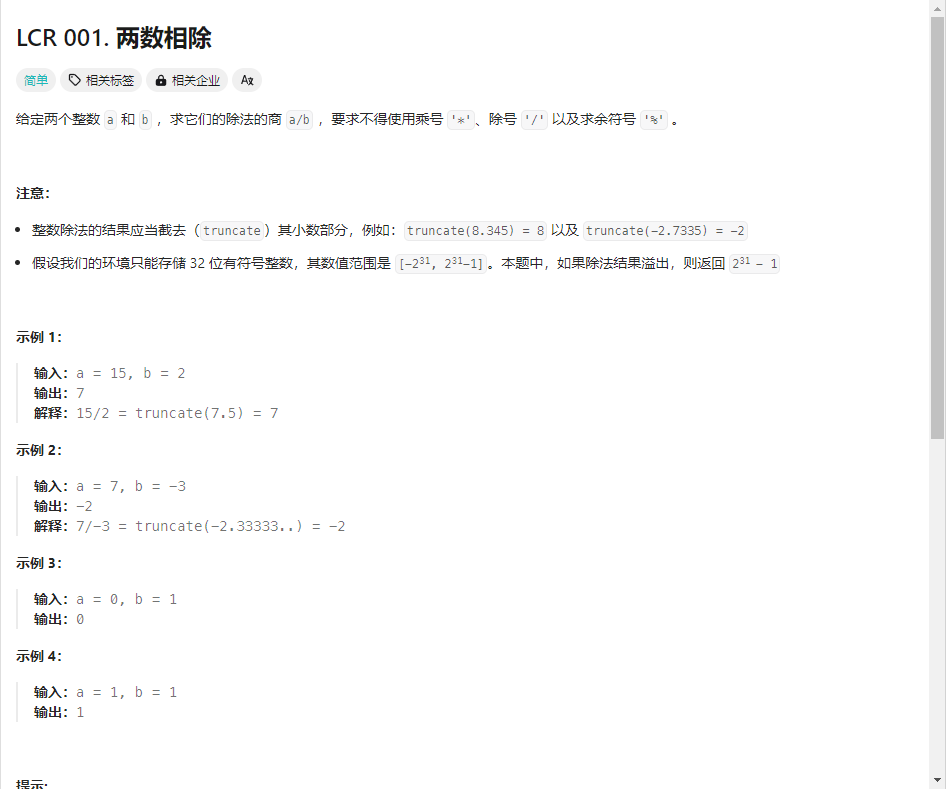 LCR 001. 两数相除
简单 相关标签 相关企业 Aあ
给定两个整数 a 和 b ，求它们的除法的商 a/b ，要求不得使用乘号 '*'、除号 '/' 以及求余符号 '%' 。
注意：
• 整数除法的结果应当截去（truncate）其小数部分，例如：truncate(8.345) = 8 以及 truncate(-2.7335) = -2
• 假设我们的环境只能存储 32 位有符号整数，其数值范围是 [−2³¹, 2³¹−1]。本题中，如果除法结果溢出，则返回 2³¹ − 1
示例 1：
输入：a = 15, b = 2
输出：7
解释：15/2 = truncate(7.5) = 7
示例 2：
输入：a = 7, b = -3
输出：-2
解释：7/-3 = truncate(-2.33333..) = -2
示例 3：
输入：a = 0, b = 1
输出：0
示例 4：
输入：a = 1, b = 1
输出：1
提示: